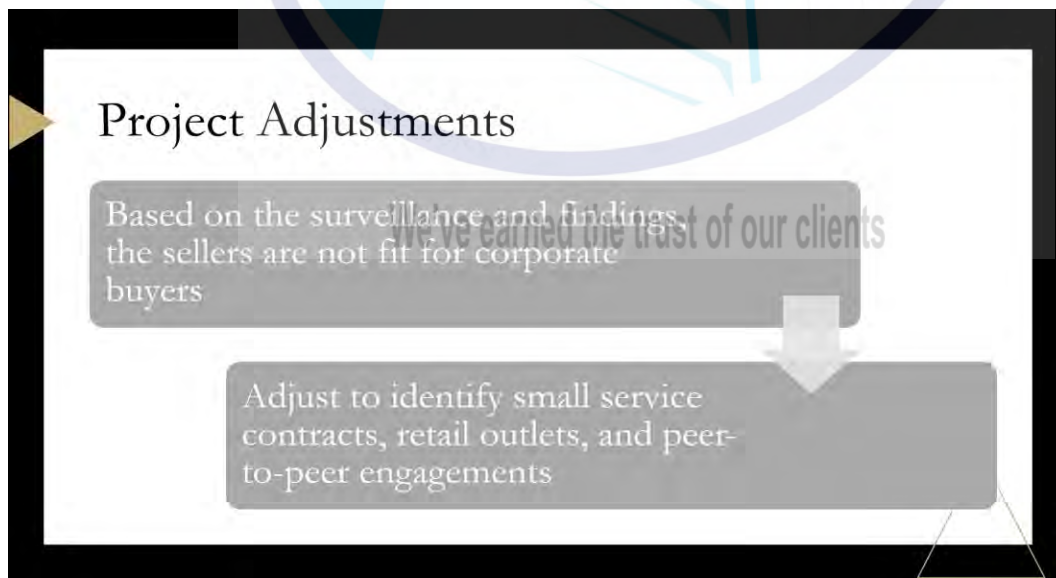 Project Adjustments
Based on the surveillance and findings,
the sellers are not fit for corporate
buyers
We've earned the trust of our clients
Adjust to identify small service
contracts, retail outlets, and peer-
to-peer engagements